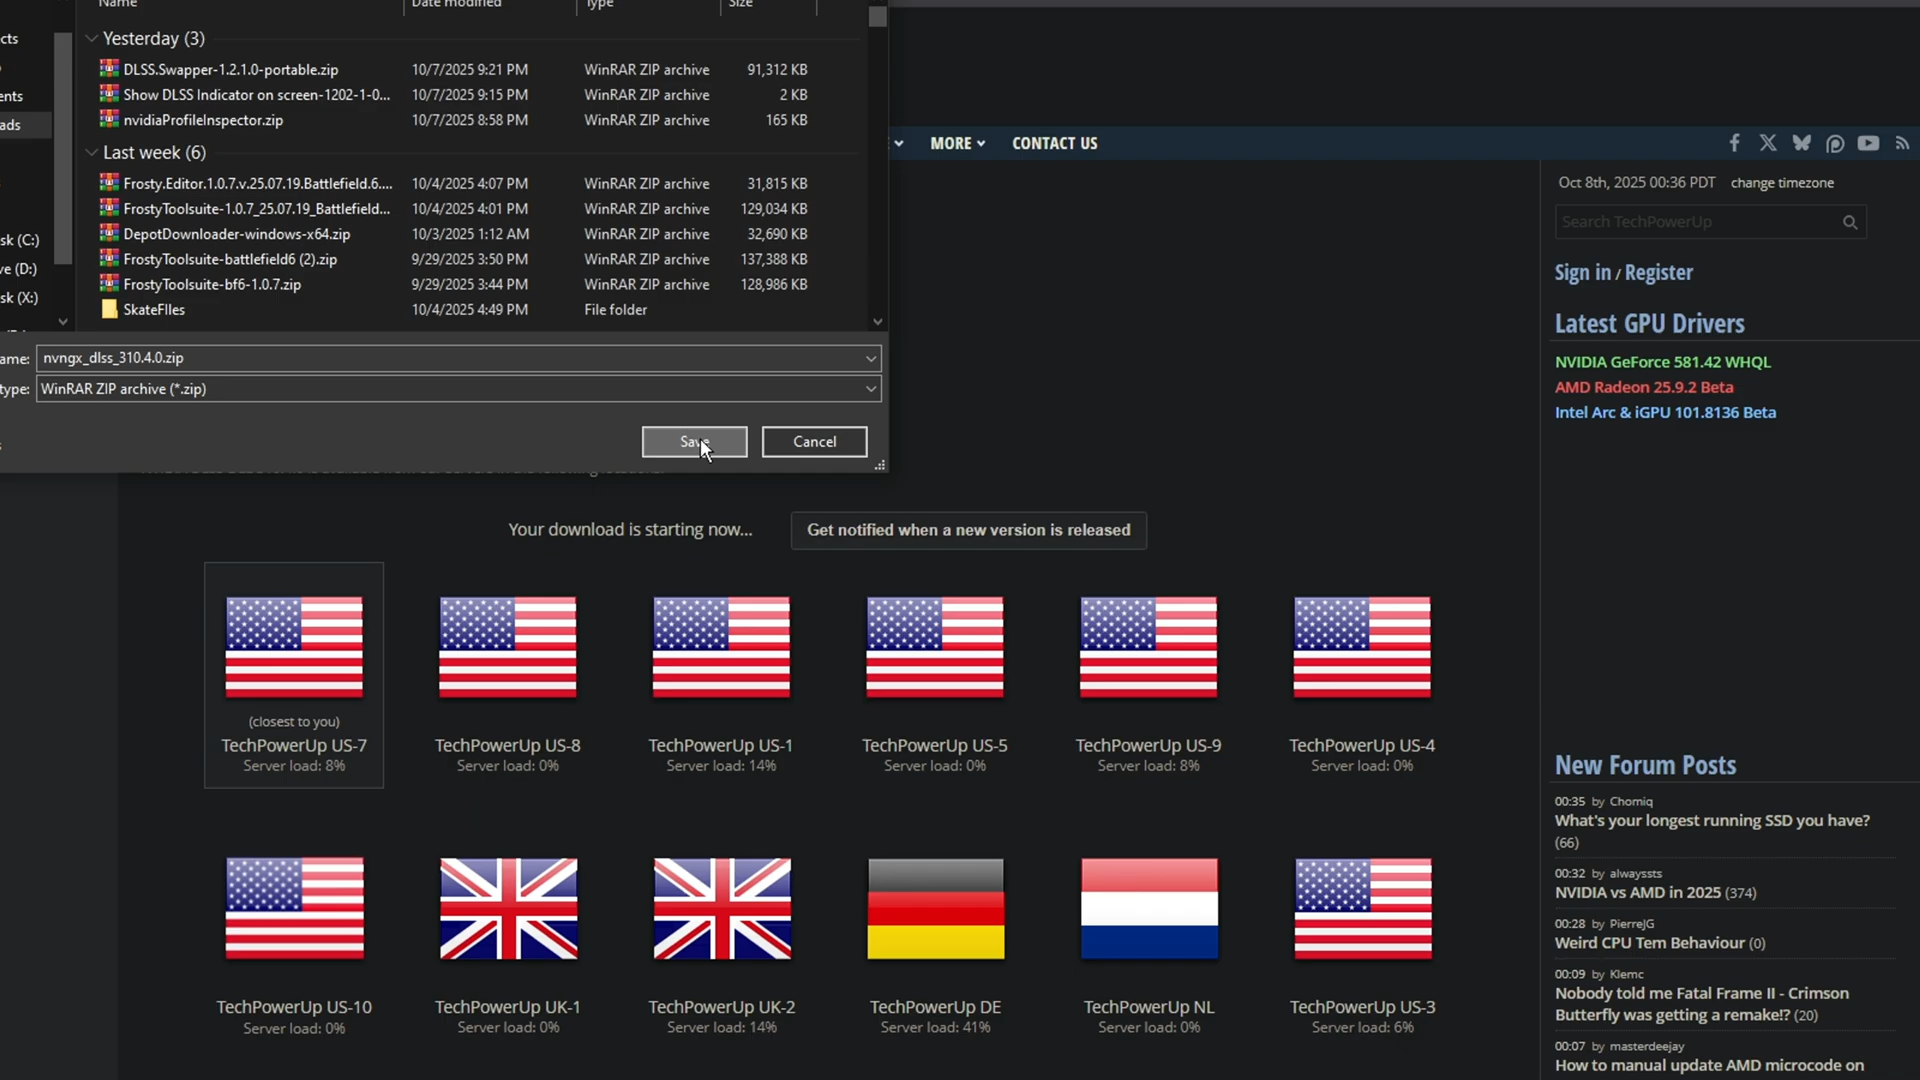 Name Date modified Type Size
Yesterday (3)
DLSS.Swapper-1.2.1.0-portable.zip 10/7/2025 9:21 PM WinRAR ZIP archive 91,312 KB
Show DLSS Indicator on screen-1202-1-0... 10/7/2025 9:15 PM WinRAR ZIP archive 2 KB
nvidiaProfileInspector.zip 10/7/2025 8:58 PM WinRAR ZIP archive 165 KB
Last week (6)
Frosty.Editor.1.0.7.v.25.07.19.Battlefield.6.... 10/4/2025 4:07 PM WinRAR ZIP archive 31,815 KB
FrostyToolsuite-1.0.7_25.07.19_Battlefield... 10/4/2025 4:01 PM WinRAR ZIP archive 129,034 KB
DepotDownloader-windows-x64.zip 10/3/2025 1:12 AM WinRAR ZIP archive 32,690 KB
FrostyToolsuite-battlefield6 (2).zip 9/29/2025 3:50 PM WinRAR ZIP archive 137,388 KB
FrostyToolsuite-bf6-1.0.7.zip 9/29/2025 3:44 PM WinRAR ZIP archive 128,986 KB
SkateFIles 10/4/2025 4:49 PM File folder
cts
ents
ads
sk (C:)
ve (D:)
sk (X:)
ame: nvngx_dlss_310.4.0.zip
type: WinRAR ZIP archive (*.zip)
Save Cancel
MORE CONTACT US
Your download is starting now... Get notified when a new version is released
(closest to you)
TechPowerUp US-7 TechPowerUp US-8 TechPowerUp US-1 TechPowerUp US-5 TechPowerUp US-9 TechPowerUp US-4
Server load: 8% Server load: 0% Server load: 14% Server load: 0% Server load: 8% Server load: 0%
TechPowerUp US-10 TechPowerUp UK-1 TechPowerUp UK-2 TechPowerUp DE TechPowerUp NL TechPowerUp US-3
Server load: 0% Server load: 0% Server load: 14% Server load: 41% Server load: 0% Server load: 6%
Oct 8th, 2025 00:36 PDT change timezone
Search TechPowerUp
Sign in / Register
Latest GPU Drivers
NVIDIA GeForce 581.42 WHQL
AMD Radeon 25.9.2 Beta
Intel Arc & iGPU 101.8136 Beta
New Forum Posts
00:35 by Chomiq
What's your longest running SSD you have?
(66)
00:32 by alwayssts
NVIDIA vs AMD in 2025 (374)
00:28 by PierreJG
Weird CPU Tem Behaviour (0)
00:09 by Klemc
Nobody told me Fatal Frame II - Crimson
Butterfly was getting a remake!? (20)
00:07 by masterdeejay
How to manual update AMD microcode on